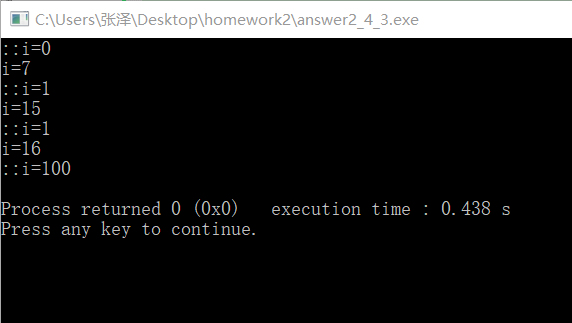 C:\Users\张泽\Desktop\homework2\answer2_4_3.exe
::i=0
i=7
::i=1
i=15
::i=1
i=16
::i=100
Process returned 0 (0x0)   execution time : 0.438 s
Press any key to continue.